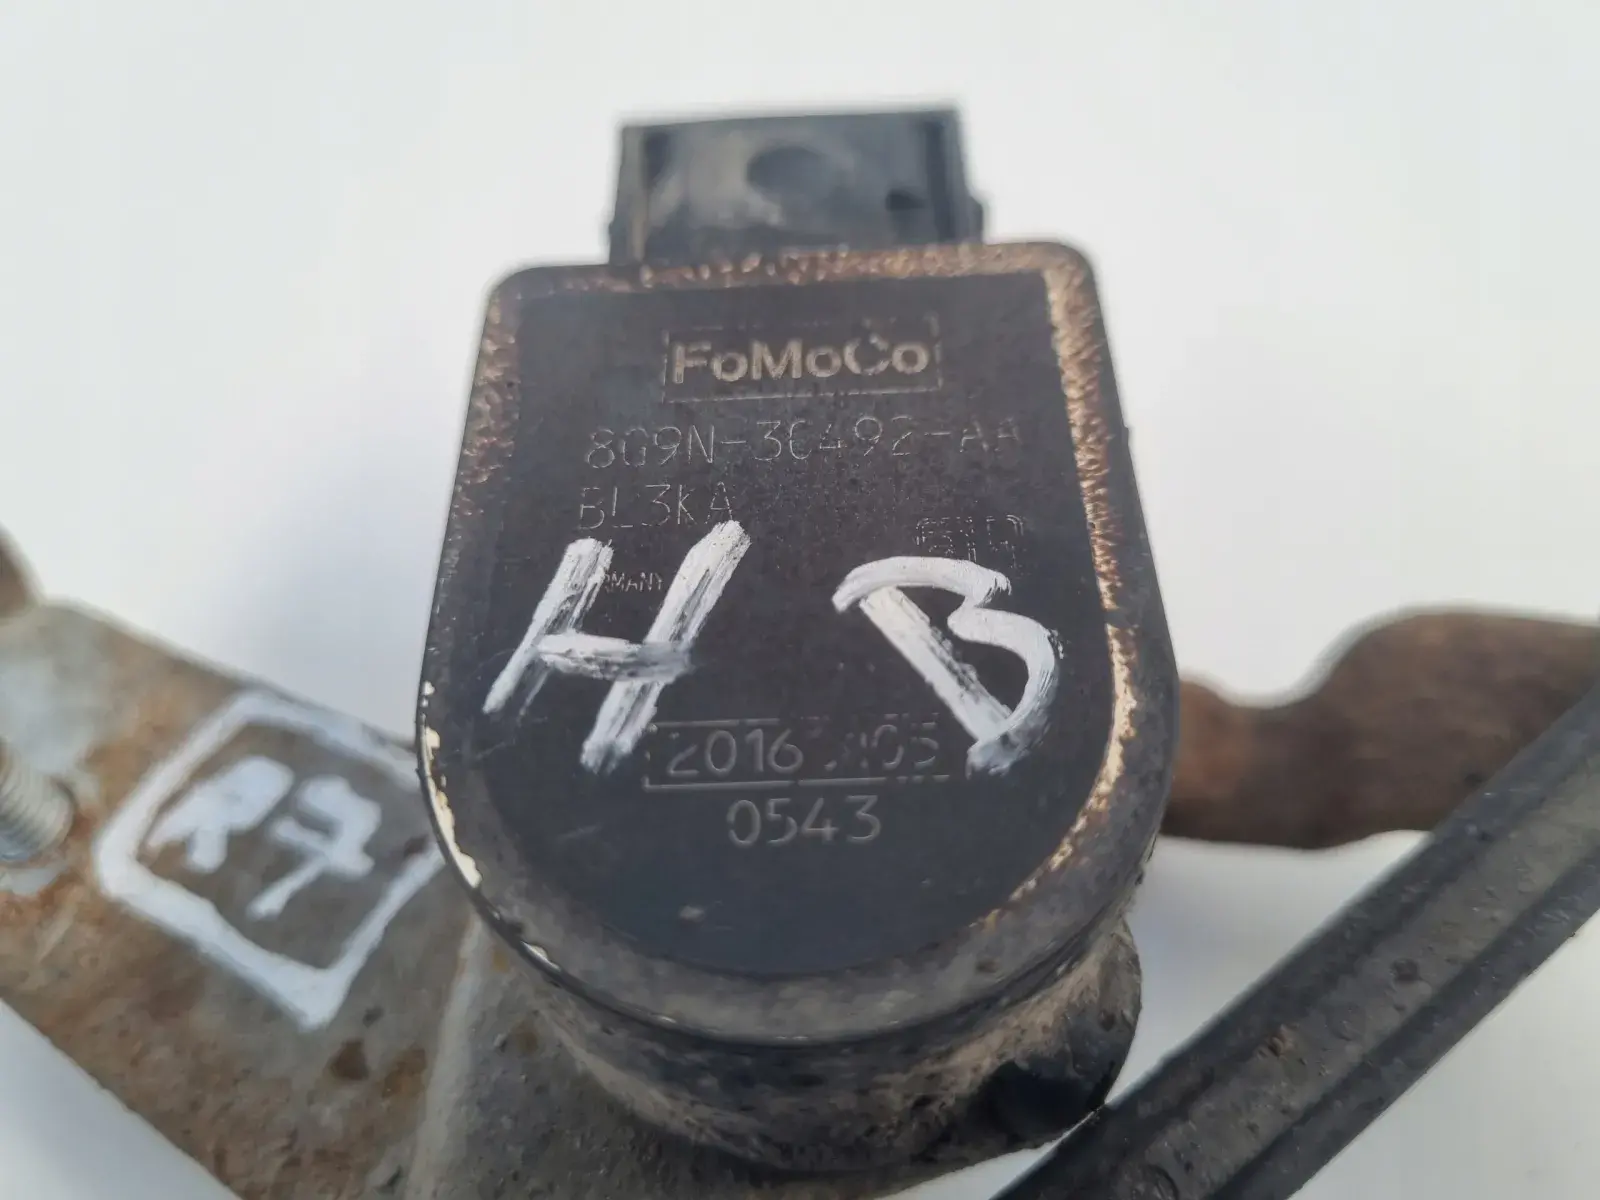 FoMoCo
8G9N-3C492-AA
BL3KA
H B
0543
R7